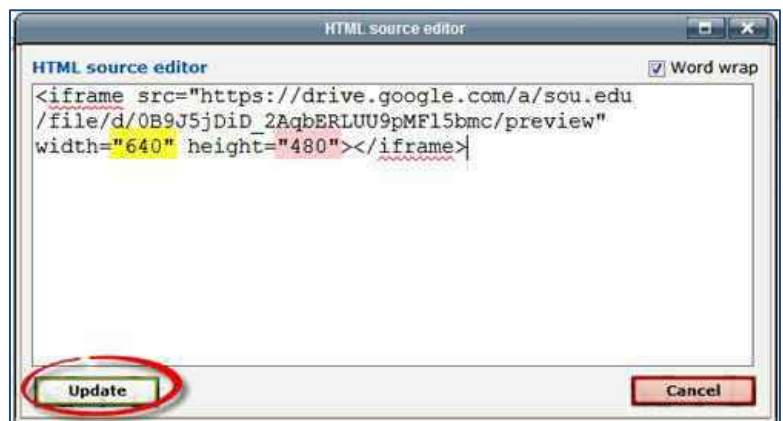 HTML source editor
HTML source editor Word wrap
<iframe src="https://drive.google.com/a/sou.edu
/file/d/0B9J5jDiD_2AqbERLUU9pMFl5bmc/preview"
width="640" height="480"></iframe>
Update Cancel